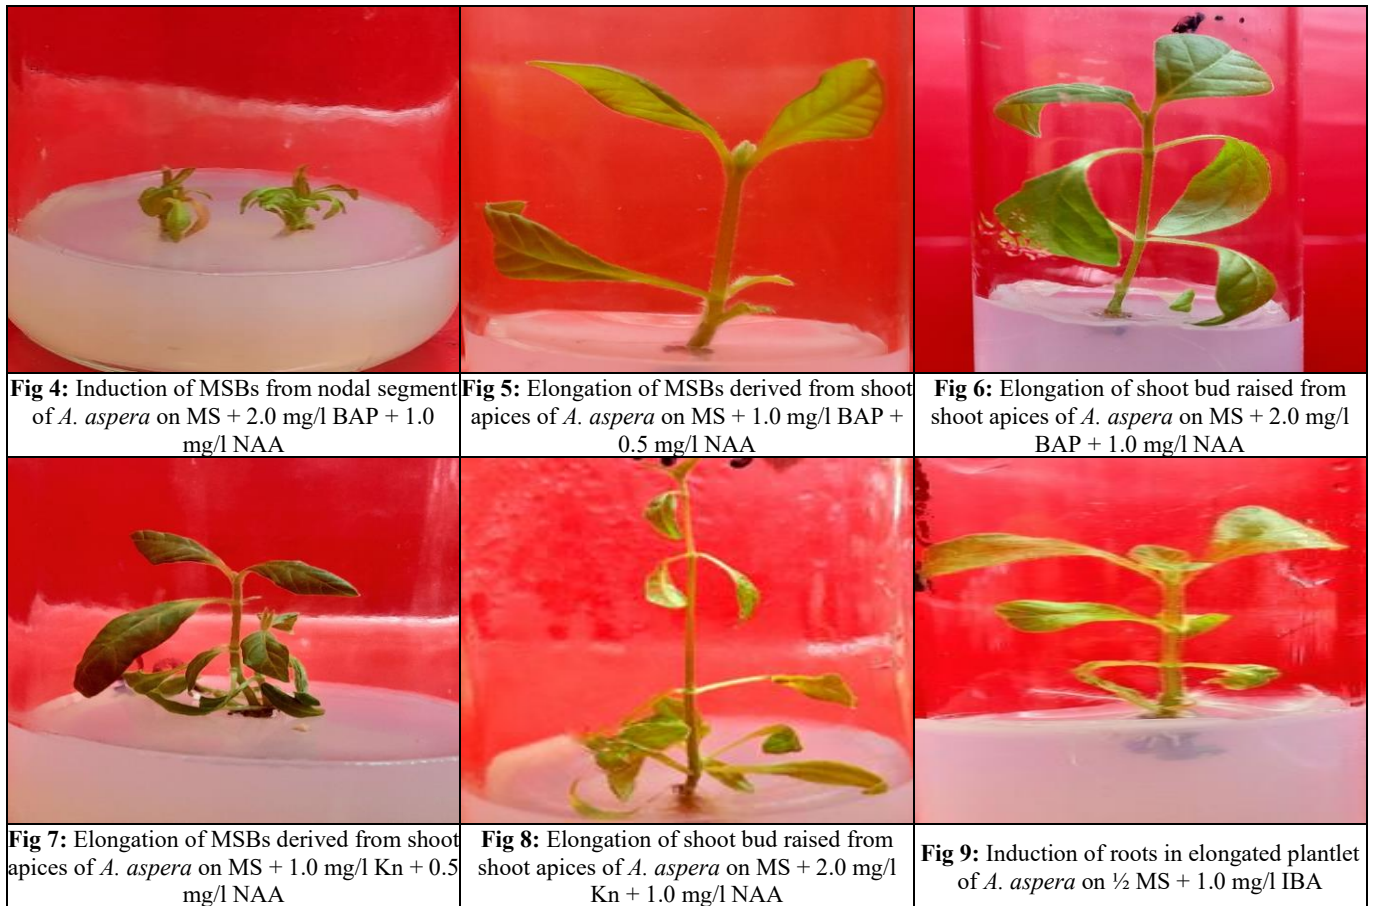 Fig 4: Induction of MSBs from nodal segment
of A. aspera on MS + 2.0 mg/l BAP + 1.0
mg/l NAA
Fig 5: Elongation of MSBs derived from shoot
apices of A. aspera on MS + 1.0 mg/l BAP +
0.5 mg/l NAA
Fig 6: Elongation of shoot bud raised from
shoot apices of A. aspera on MS + 2.0 mg/l
BAP + 1.0 mg/l NAA
Fig 7: Elongation of MSBs derived from shoot
apices of A. aspera on MS + 1.0 mg/l Kn + 0.5
mg/l NAA
Fig 8: Elongation of shoot bud raised from
shoot apices of A. aspera on MS + 2.0 mg/l
Kn + 1.0 mg/l NAA
Fig 9: Induction of roots in elongated plantlet
of A. aspera on ½ MS + 1.0 mg/l IBA